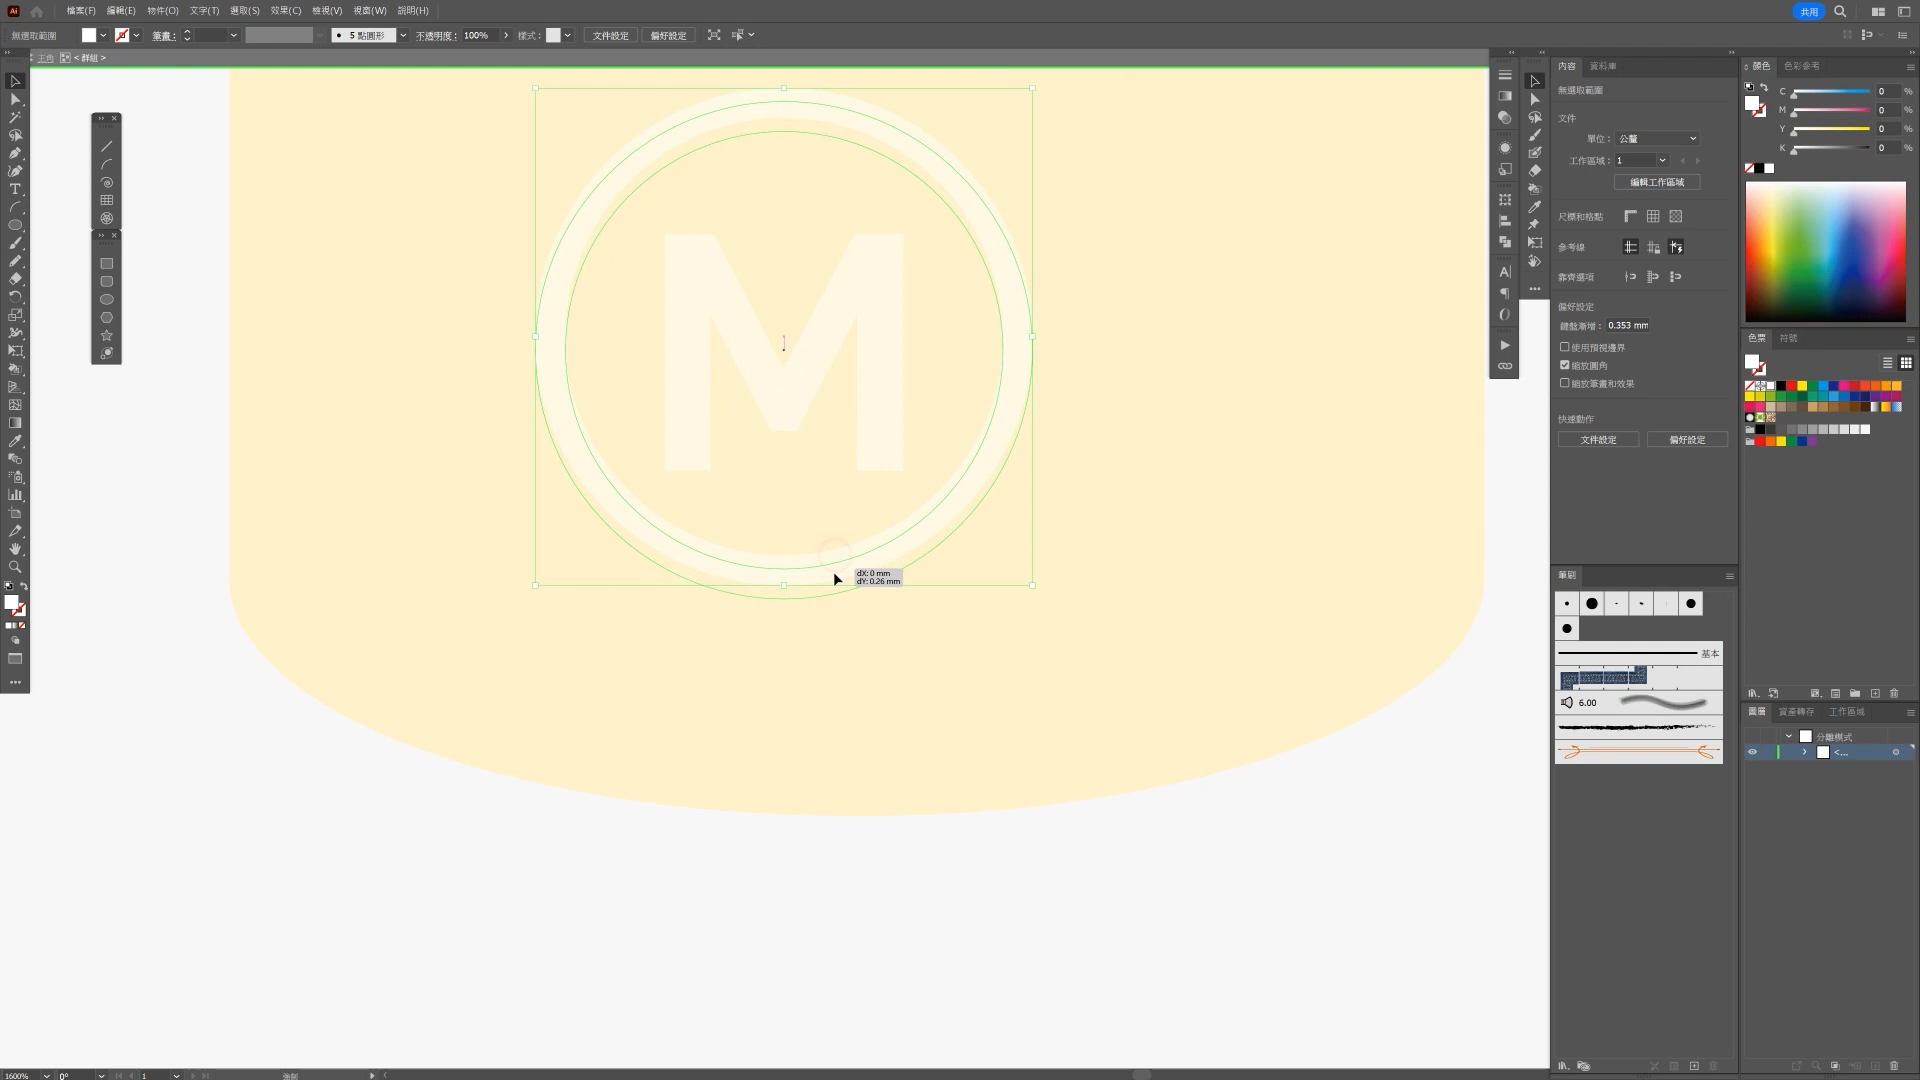 Ai 檔案(F) 編輯(E) 物件(O) 文字(T) 選取(S) 效果(C) 檢視(V) 視窗(W) 說明(H) 共用
無選取範圍 筆畫: 5 點圓形 不透明度: 100% 樣式: 文件設定 偏好設定
主色 < 群組 >
M
dX: 0 mm
dY: 0.26 mm
內容 資料庫
無選取範圍
文件
單位: 公釐
工作區域: 1
編輯工作區域
尺標和格點
參考線
靠齊選項
偏好設定
鍵盤漸增: 0.353 mm
使用預視邊界
縮放圓角
縮放筆畫和效果
快速動作
文件設定 偏好設定
筆刷
基本
6.00
顏色 色彩參考
C 0 %
M 0 %
Y 0 %
K 0 %
色票 符號
圖層 資產轉存 工作區域
分離模式
<...
1600% 0° 1